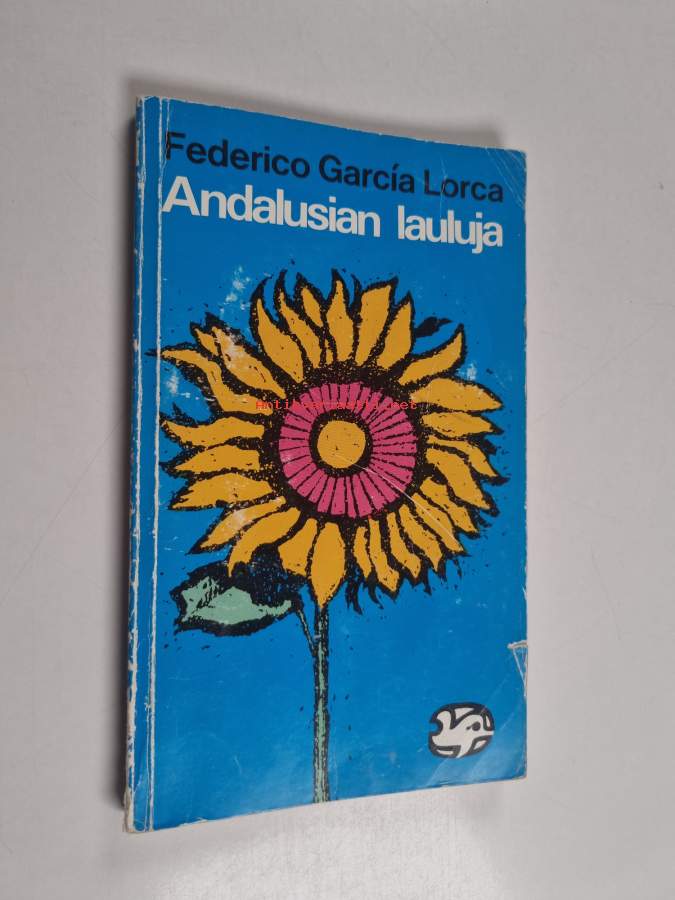 Federico García Lorca
Andalusian lauluja